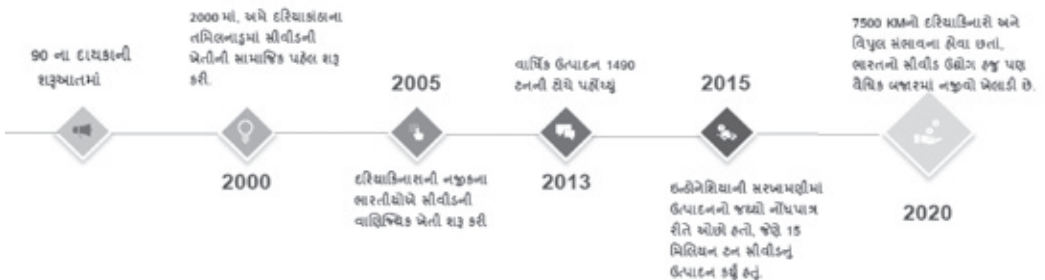 90 ના દાયકાની
શરૂઆતમાં
2000 માં, અમે દરિયાકાંઠાના
તમિલનાડુમાં સીવીડની
ખેતીની સામાજિક પહેલ શરૂ
કરી.
2000
2005
દરિયાકિનારાની નજીકના
ભારતીયોએ સીવીડની
વાણિજ્યિક ખેતી શરૂ કરી
વાર્ષિક ઉત્પાદન 1490
ટનની ટોચે પહોંચ્યું
2013
2015
ઇન્ડોનેશિયાની સરખામણીમાં
ઉત્પાદનનો જથ્થો નોંધપાત્ર
રીતે ઓછો હતો, જેણે 15
મિલિયન ટન સીવીડનું
ઉત્પાદન કર્યું હતું.
7500 KMનો દરિયાકિનારો અને
વિપુલ સંભાવના હોવા છતાં,
ભારતનો સીવીડ ઉદ્યોગ હજુ પણ
વૈશ્વિક બજારમાં નજીવો ખેલાડી છે.
2020